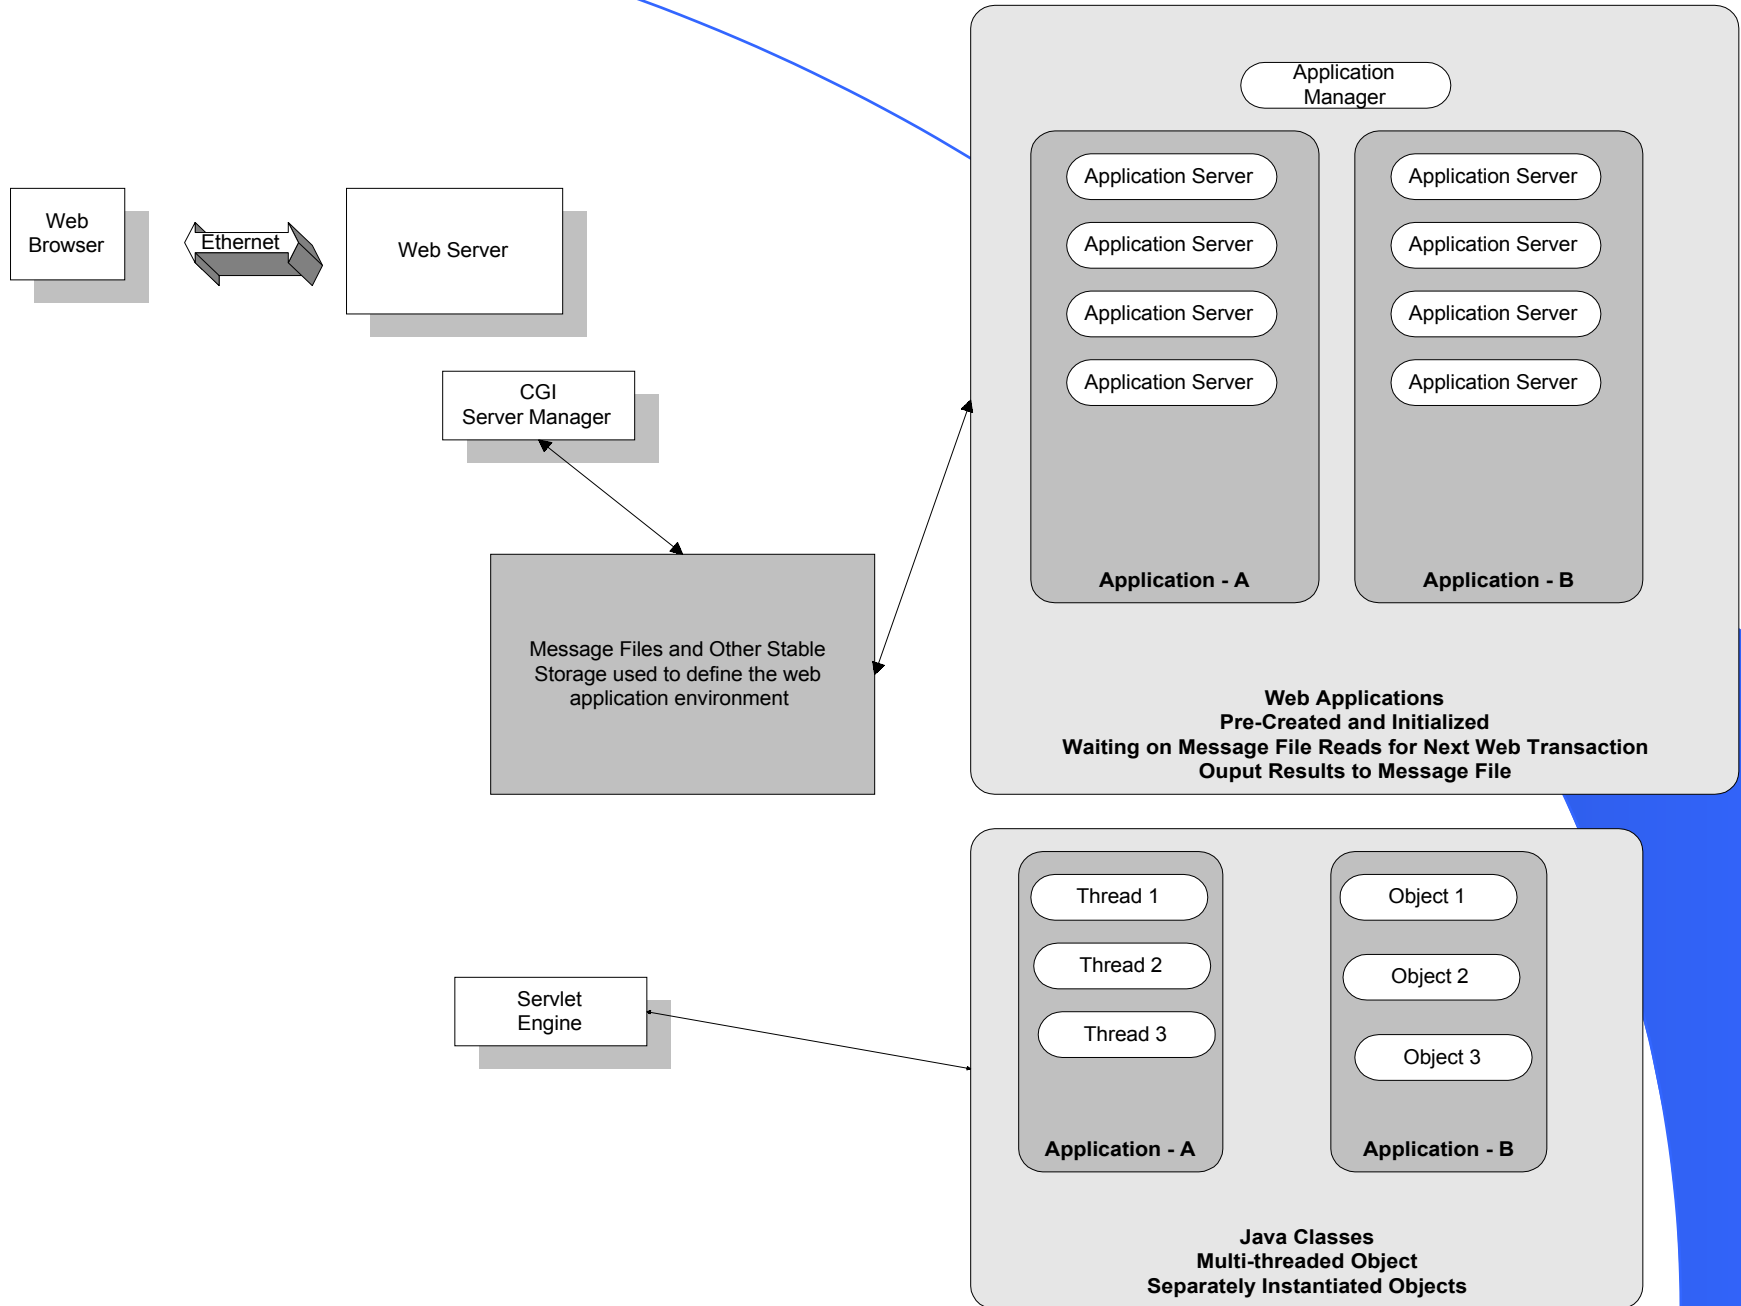 Web
Browser
Ethernet
Web Server
CGI
Server Manager
Message Files and Other Stable
Storage used to define the web
application environment
Application
Manager
Application Server
Application Server
Application Server
Application Server
Application - A
Application Server
Application Server
Application Server
Application Server
Application - B
Web Applications
Pre-Created and Initialized
Waiting on Message File Reads for Next Web Transaction
Ouput Results to Message File
Servlet
Engine
Thread 1
Thread 2
Thread 3
Application - A
Object 1
Object 2
Object 3
Application - B
Java Classes
Multi-threaded Object
Separately Instantiated Objects